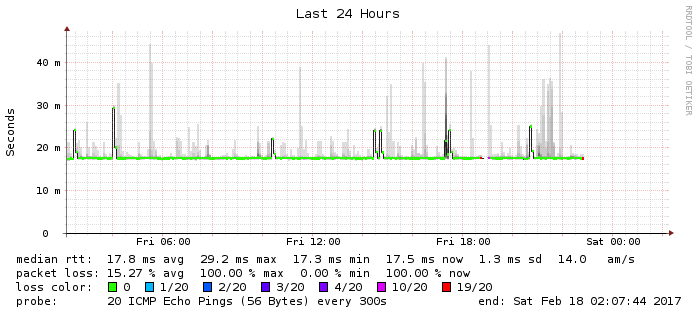 Last 24 Hours
RRDTOOL / TOBI OETIKER
Seconds
40 m
30 m
20 m
10 m
0
Fri 06:00 Fri 12:00 Fri 18:00 Sat 00:00
median rtt: 17.8 ms avg 29.2 ms max 17.3 ms min 17.5 ms now 1.3 ms sd 14.0 am/s
packet loss: 15.27 % avg 100.00 % max 0.00 % min 100.00 % now
loss color: 0 1/20 2/20 3/20 4/20 10/20 19/20
probe: 20 ICMP Echo Pings (56 Bytes) every 300s end: Sat Feb 18 02:07:44 2017